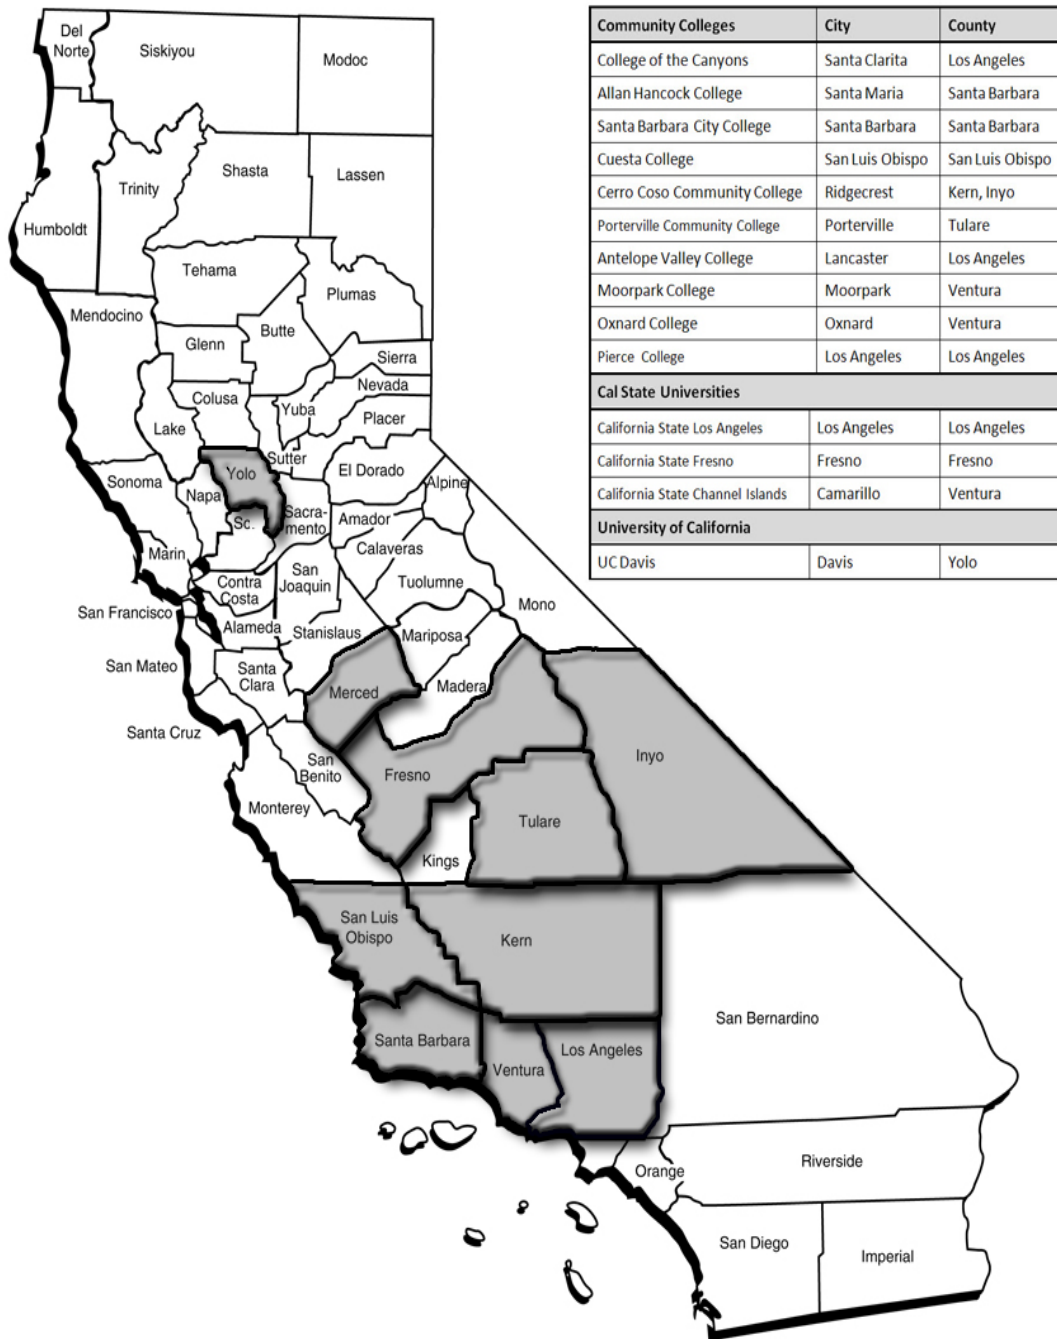 Del
Norte
Siskiyou
Modoc
Trinity
Shasta
Lassen
Humboldt
Tehama
Plumas
Mendocino
Glenn
Butte
Sierra
Nevada
Colusa
Yuba
Placer
Lake
Sutter
El Dorado
Yolo
Sonoma
Napa
Alpine
Sacra-
mento
Amador
So.
Marin
Calaveras
Contra
Costa
San
Joaquin
Tuolumne
Mono
San Francisco
Alameda
Stanislaus
Mariposa
San Mateo
Santa
Clara
Merced
Madera
Santa Cruz
San
Benito
Fresno
Inyo
Monterey
Tulare
Kings
San Luis
Obispo
Kern
San Bernardino
Santa Barbara
Ventura
Los Angeles
Orange
Riverside
San Diego
Imperial
Community Colleges City County
College of the Canyons Santa Clarita Los Angeles
Allan Hancock College Santa Maria Santa Barbara
Santa Barbara City College Santa Barbara Santa Barbara
Cuesta College San Luis Obispo San Luis Obispo
Cerro Coso Community College Ridgecrest Kern, Inyo
Porterville Community College Porterville Tulare
Antelope Valley College Lancaster Los Angeles
Moorpark College Moorpark Ventura
Oxnard College Oxnard Ventura
Pierce College Los Angeles Los Angeles
Cal State Universities
California State Los Angeles Los Angeles Los Angeles
California State Fresno Fresno Fresno
California State Channel Islands Camarillo Ventura
University of California
UC Davis Davis Yolo